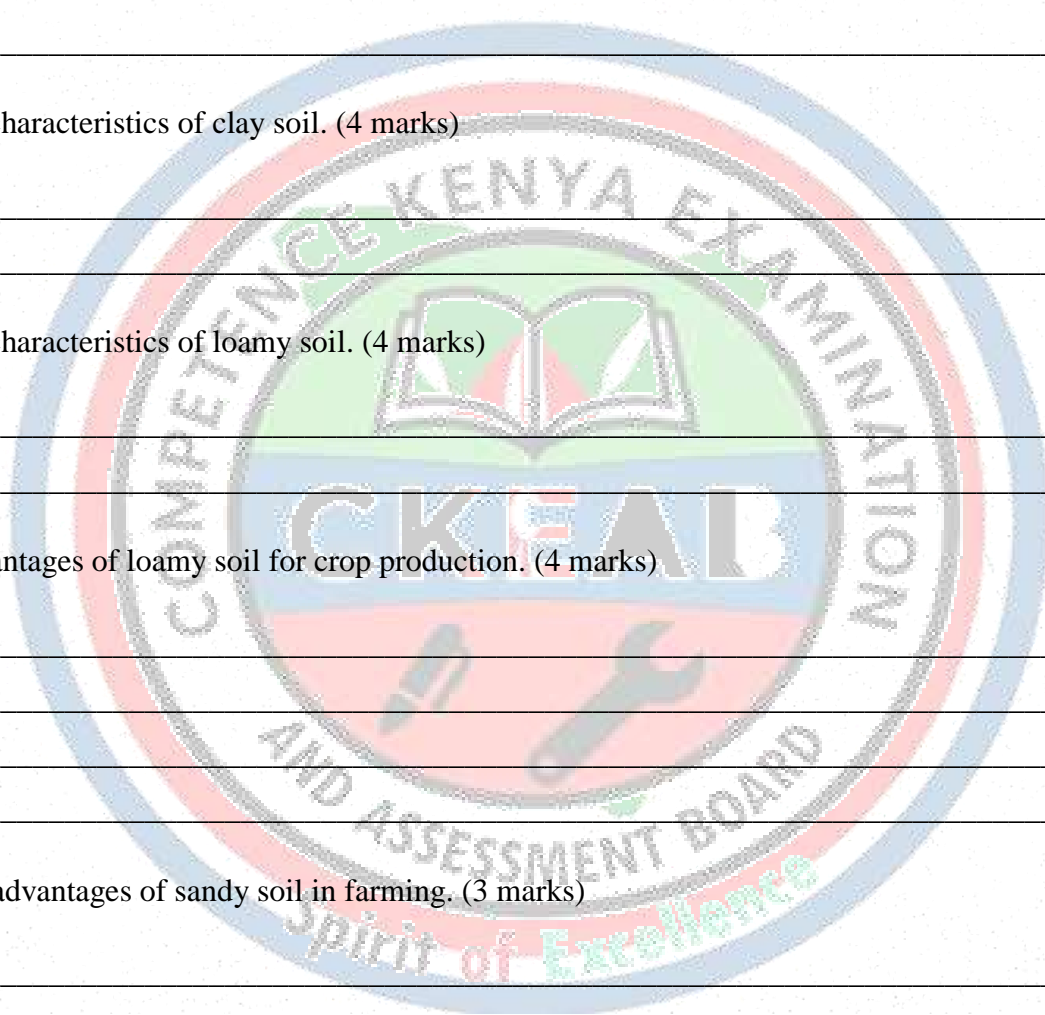 haracteristics of clay soil. (4 marks)
haracteristics of loamy soil. (4 marks)
antages of loamy soil for crop production. (4 marks)
advantages of sandy soil in farming. (3 marks)
COMPETENCE KENYA EXAMINATION
CKEAB
AND ASSESSMENT BOARD
Spirit of Excellence